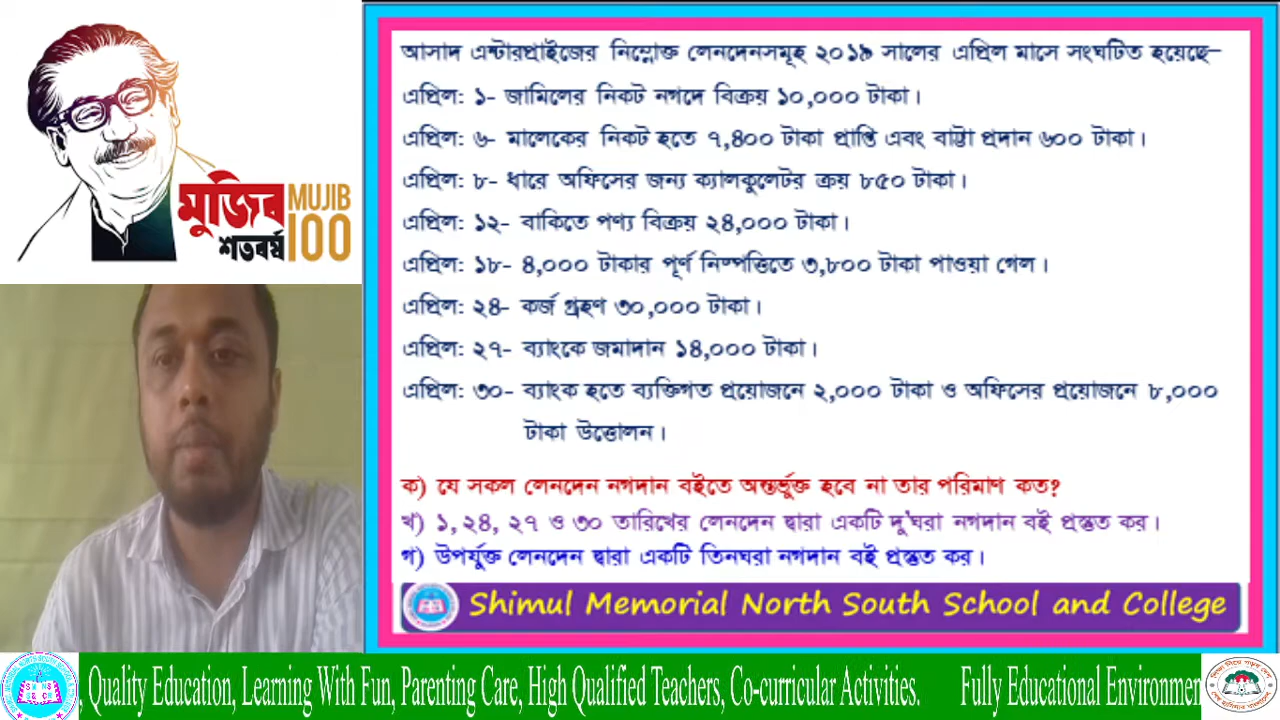 আসাদ এন্টারপ্রাইজের নিম্নোক্ত লেনদেনসমূহ ২০১৯ সালের এপ্রিল মাসে সংঘটিত হয়েছে–
এপ্রিল: ১- জামিলের নিকট নগদে বিক্রয় ১০,০০০ টাকা।
এপ্রিল: ৬- মালেকের নিকট হতে ৭,৪০০ টাকা প্রাপ্তি এবং বাট্টা প্রদান ৬০০ টাকা।
এপ্রিল: ৮- ধারে অফিসের জন্য ক্যালকুলেটর ক্রয় ৮৫০ টাকা।
এপ্রিল: ১২- বাকিতে পণ্য বিক্রয় ২৪,০০০ টাকা।
এপ্রিল: ১৮- ৪,০০০ টাকার পূর্ণ নিষ্পত্তিতে ৩,৮০০ টাকা পাওয়া গেল।
এপ্রিল: ২৪- কর্জ গ্রহণ ৩০,০০০ টাকা।
এপ্রিল: ২৭- ব্যাংকে জমাদান ১৪,০০০ টাকা।
এপ্রিল: ৩০- ব্যাংক হতে ব্যক্তিগত প্রয়োজনে ২,০০০ টাকা ও অফিসের প্রয়োজনে ৮,০০০
টাকা উত্তোলন।
ক) যে সকল লেনদেন নগদান বইতে অন্তর্ভুক্ত হবে না তার পরিমাণ কত?
খ) ১, ২৪, ২৭ ও ৩০ তারিখের লেনদেন দ্বারা একটি দু'ঘরা নগদান বই প্রস্তুত কর।
গ) উপর্যুক্ত লেনদেন দ্বারা একটি তিনঘরা নগদান বই প্রস্তুত কর।
Shimul Memorial North South School and College
মুজিব MUJIB
শতবর্ষ 100
, Quality Education, Learning With Fun, Parenting Care, High Qualified Teachers, Co-curricular Activities. Fully Educational Environmen